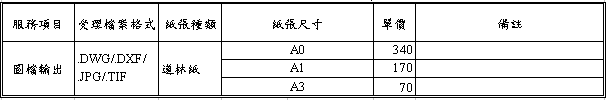 服務項目 受理檔案格式 紙張種類 紙張尺寸 單價 備註
圖檔輸出 .DWG/.DXF/ 道林紙 A0 340
.JPG/.TIF A1 170
A3 70